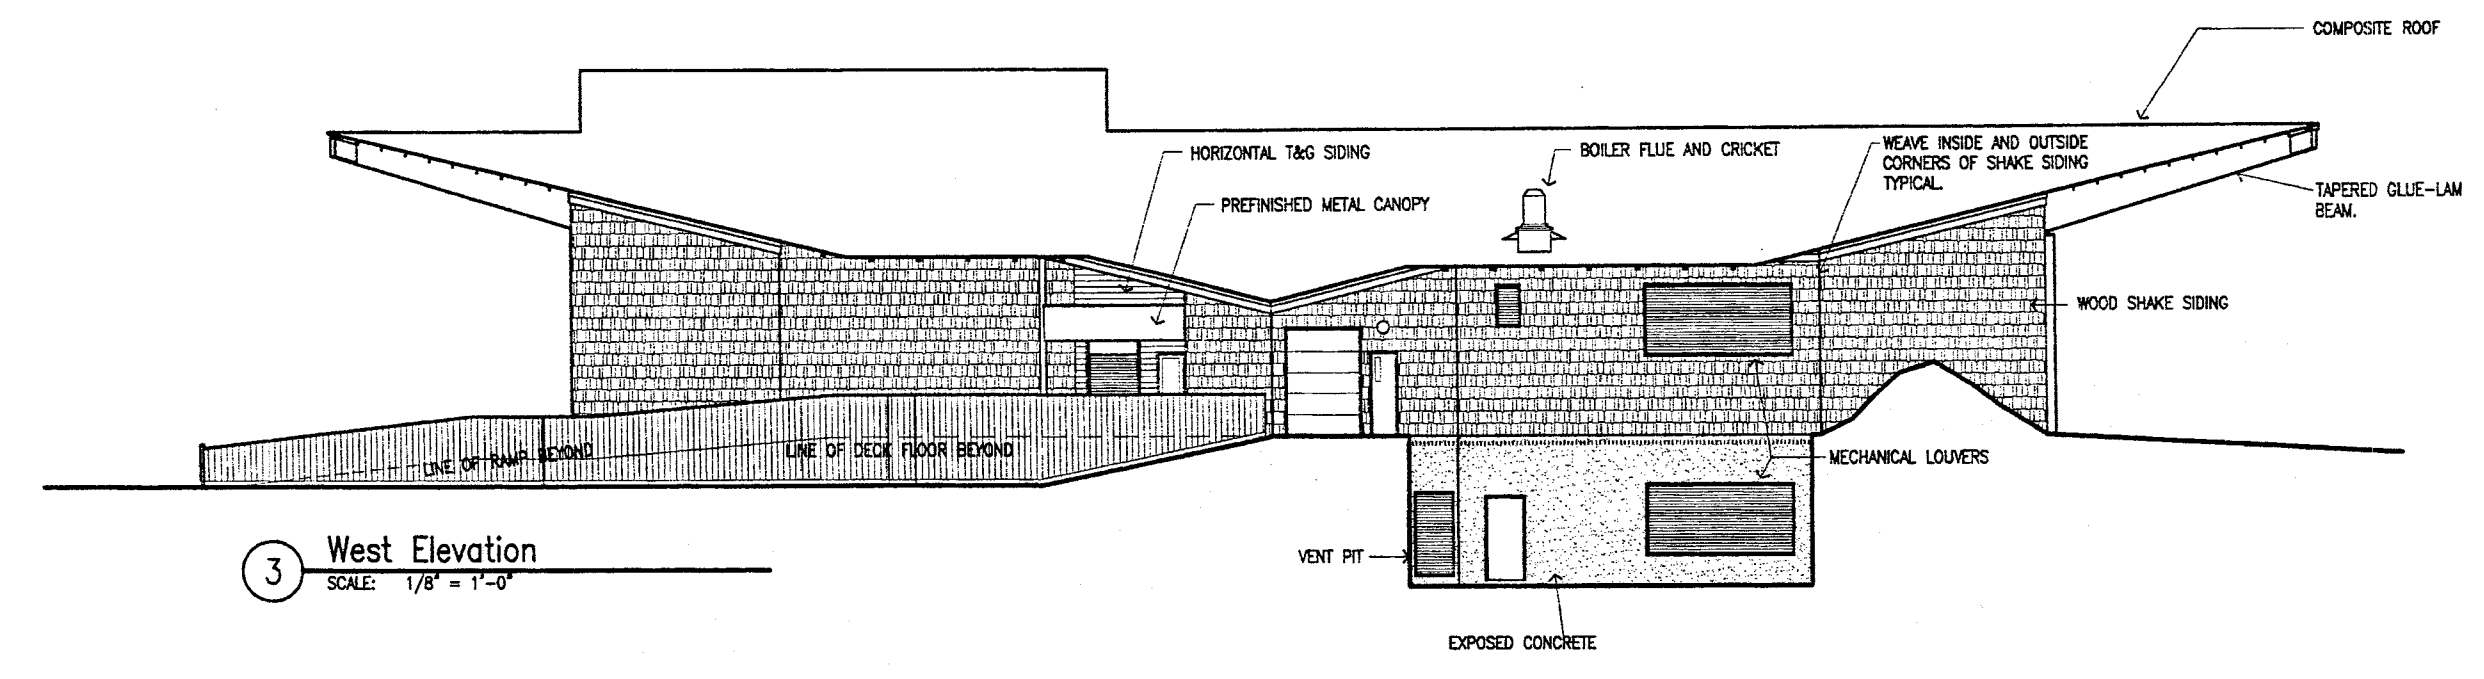 COMPOSITE ROOF
HORIZONTAL T&G SIDING
BOILER FLUE AND CRICKET
WEAVE INSIDE AND OUTSIDE
CORNERS OF SHAKE SIDING
TYPICAL.
PREFINISHED METAL CANOPY
TAPERED GLUE-LAM
BEAM.
WOOD SHAKE SIDING
LINE OF RAMP BEYOND
LINE OF DECK FLOOR BEYOND
MECHANICAL LOUVERS
VENT PIT
EXPOSED CONCRETE
3
West Elevation
SCALE: 1/8" = 1'-0"